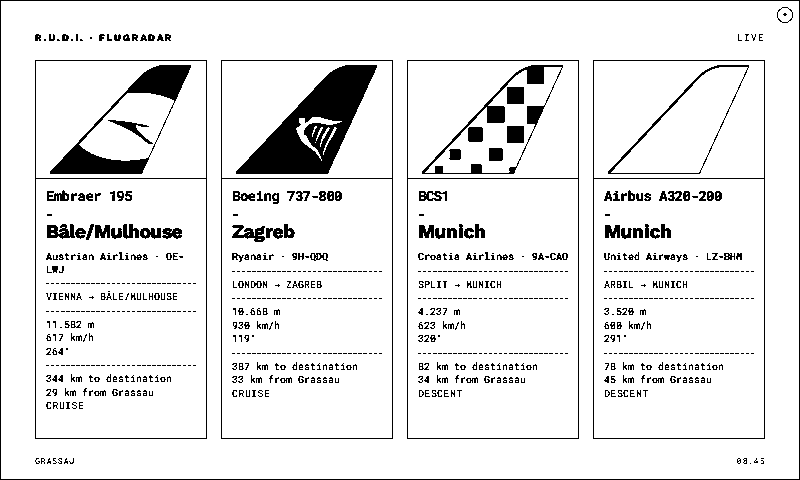 R.U.D.I. · FLUGRADAR
LIVE
Embraer 195
-
Bâle/Mulhouse
Austrian Airlines · OE-
LWJ
VIENNA → BÂLE/MULHOUSE
11.582 m
617 km/h
264°
344 km to destination
29 km from Grassau
CRUISE
Boeing 737-800
-
Zagreb
Ryanair · 9H-QDQ
LONDON → ZAGREB
10.668 m
930 km/h
119°
387 km to destination
33 km from Grassau
CRUISE
BCS1
-
Munich
Croatia Airlines · 9A-CAO
SPLIT → MUNICH
4.237 m
623 km/h
320°
82 km to destination
34 km from Grassau
DESCENT
Airbus A320-200
-
Munich
United Airways · LZ-BHM
ARBIL → MUNICH
3.520 m
600 km/h
291°
78 km to destination
45 km from Grassau
DESCENT
GRASSAU
08.45